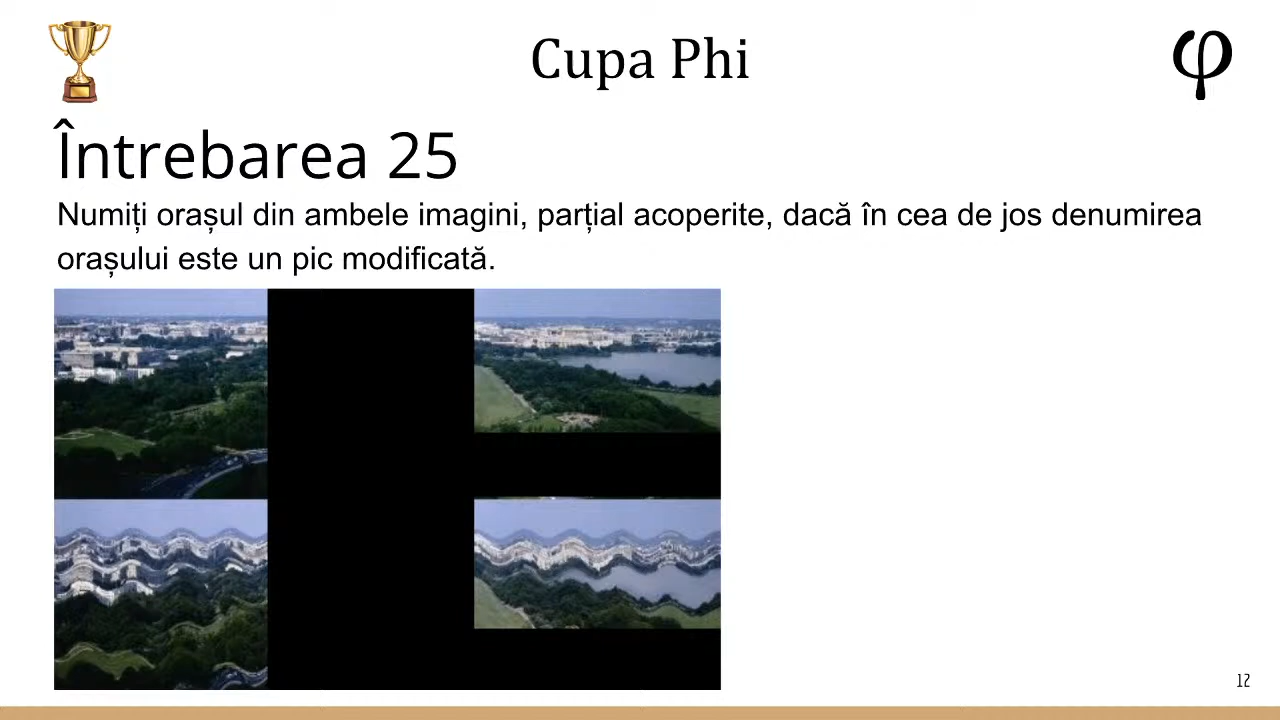 Cupa Phi
φ
Întrebarea 25
Numiți orașul din ambele imagini, parțial acoperite, dacă în cea de jos denumirea
orașului este un pic modificată.
12